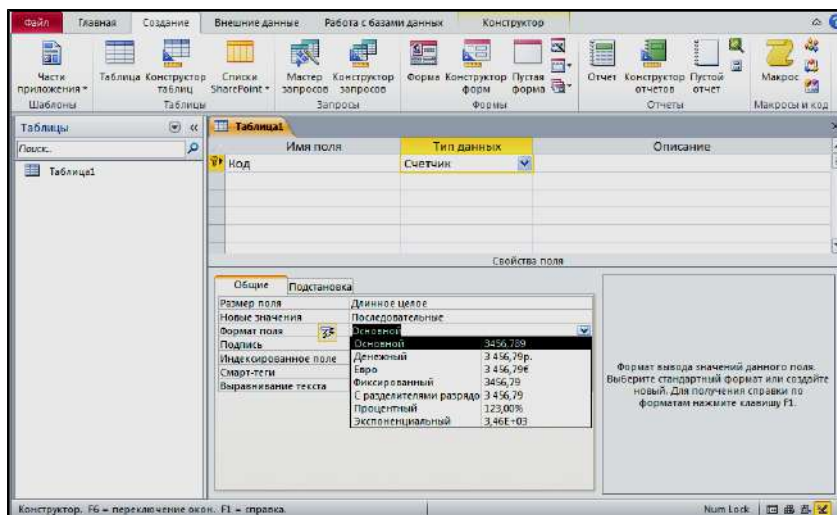 Файл Главная Создание Внешние данные Работа с базами данных Конструктор
Части приложения Таблица Конструктор таблиц Списки SharePoint Мастер запросов Конструктор запросов Форма Конструктор форм Пустая форма Отчет Конструктор отчетов Пустой отчет Макрос
Шаблоны Таблицы Запросы Формы Отчеты Макросы и код
Таблицы
Поиск...
Таблица1
Таблица1
Имя поля Тип данных Описание
Код Счетчик
Свойства поля
Общие Подстановка
Размер поля Длинное целое
Новые значения Последовательные
Формат поля Основной
Подпись Основной 3456,789
Индексированное поле Денежный 3 456,79р.
Смарт-теги Евро 3 456,79€
Выравнивание текста Фиксированный 3456,79
С разделителями разрядо 3 456,79
Процентный 123,00%
Экспоненциальный 3,46E+03
Формат вывода значений данного поля.
Выберите стандартный формат или создайте
новый. Для получения справки по
форматам нажмите клавишу F1.
Конструктор. F6 = переключение окон. F1 = справка. Num Lock